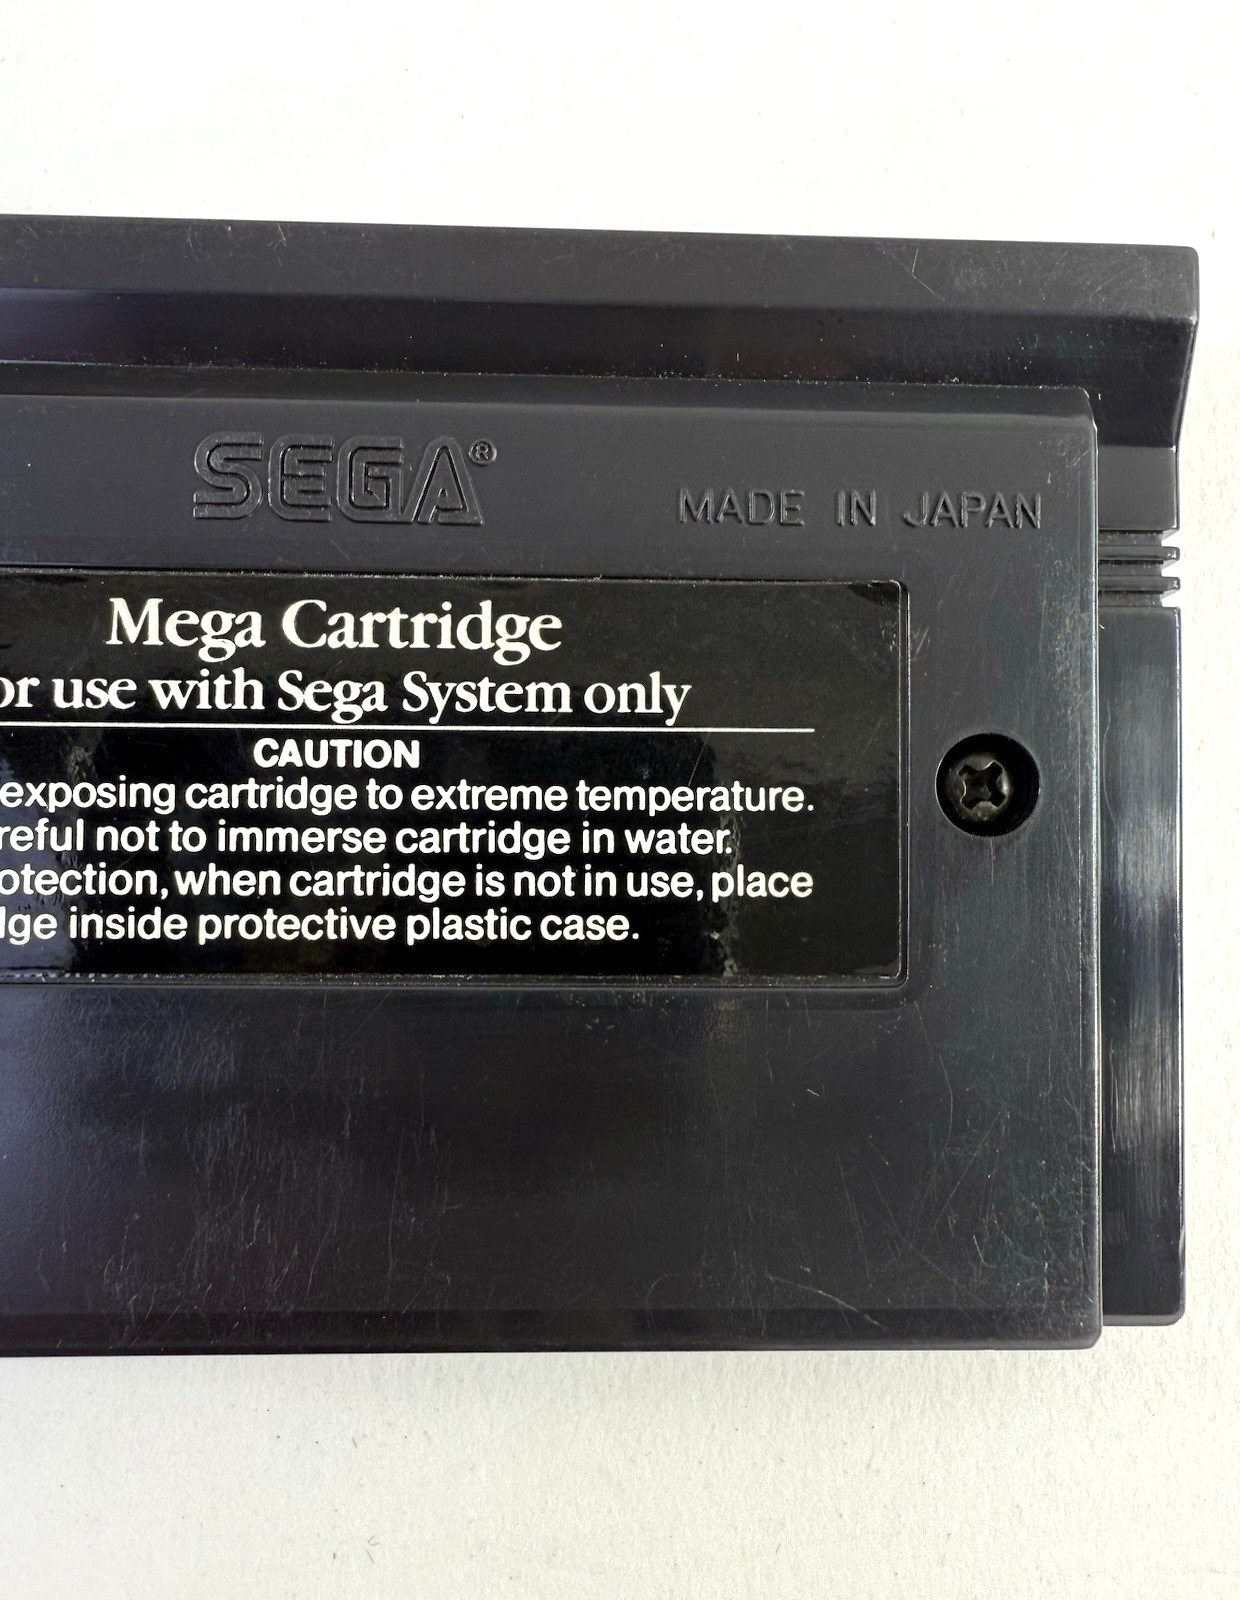 SEGA®
MADE IN JAPAN
Mega Cartridge
or use with Sega System only
CAUTION
exposing cartridge to extreme temperature.
reful not to immerse cartridge in water.
otection, when cartridge is not in use, place
lge inside protective plastic case.